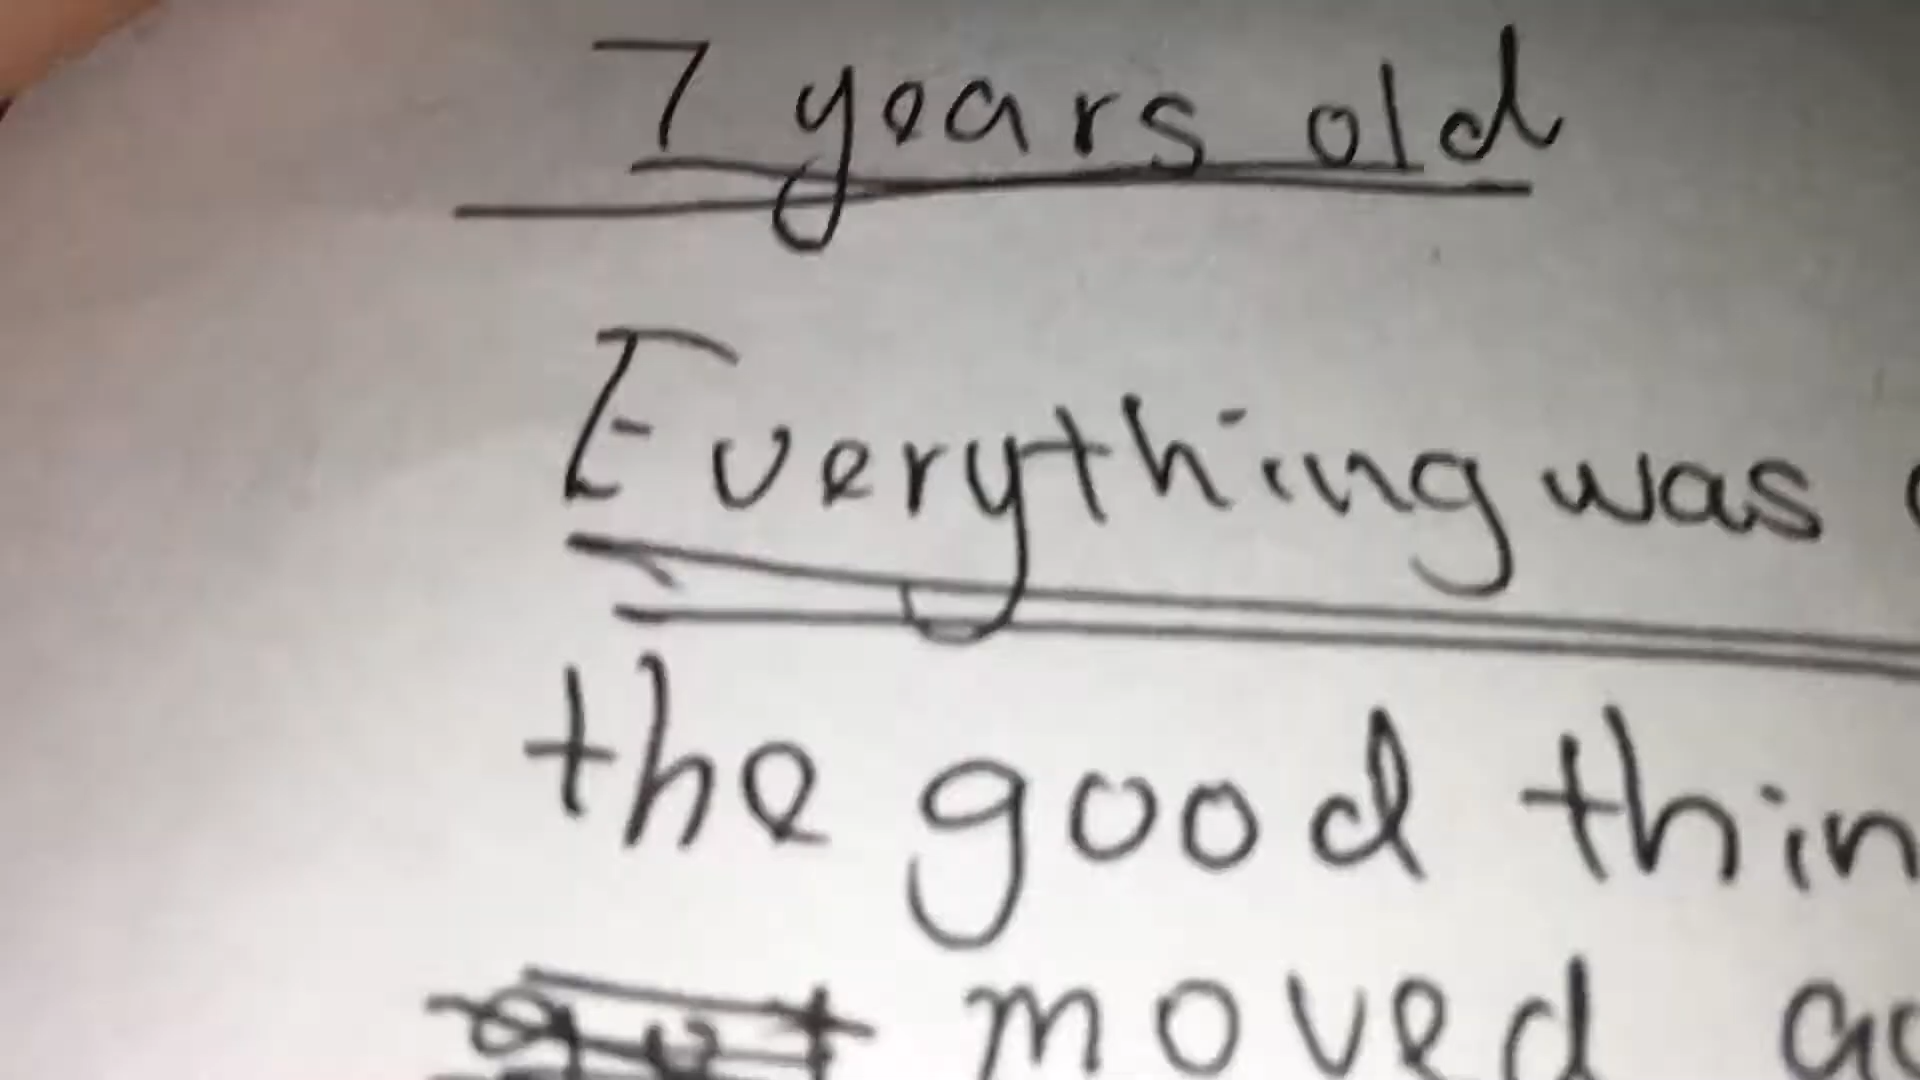 7 years old
Everything was
the good thin
moved